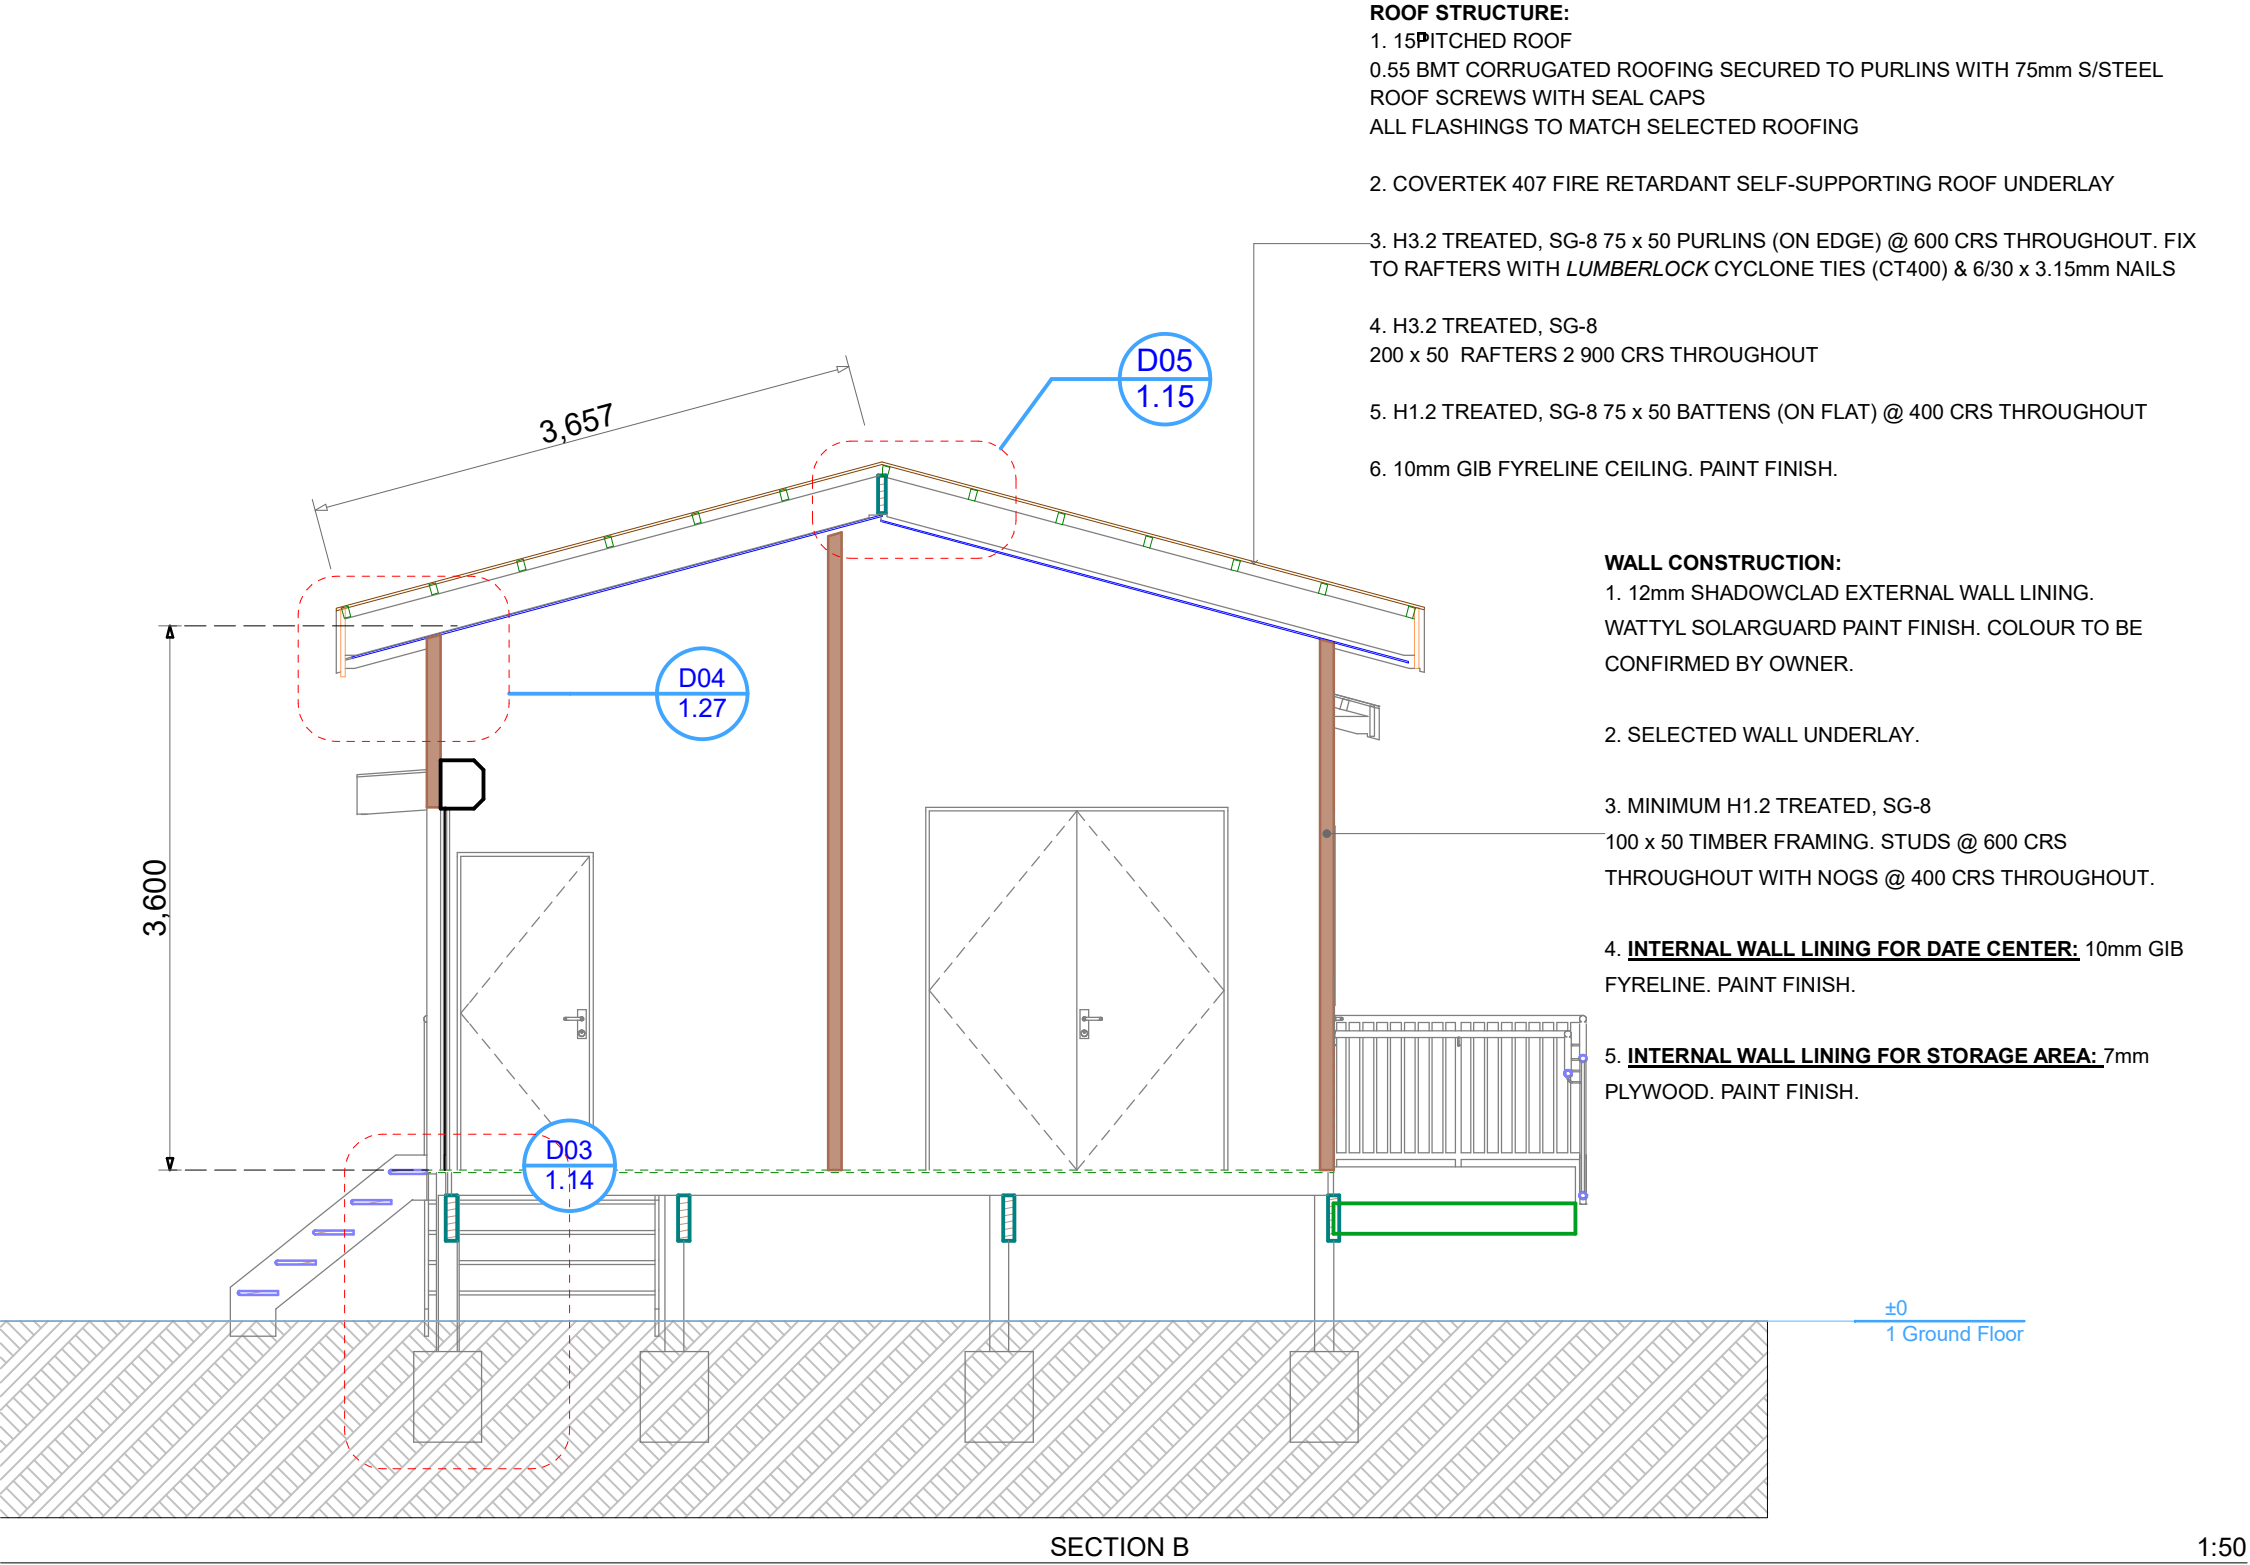 ROOF STRUCTURE:
1. 15 PITCHED ROOF
0.55 BMT CORRUGATED ROOFING SECURED TO PURLINS WITH 75mm S/STEEL
ROOF SCREWS WITH SEAL CAPS
ALL FLASHINGS TO MATCH SELECTED ROOFING
2. COVERTEK 407 FIRE RETARDANT SELF-SUPPORTING ROOF UNDERLAY
3. H3.2 TREATED, SG-8 75 x 50 PURLINS (ON EDGE) @ 600 CRS THROUGHOUT. FIX
TO RAFTERS WITH LUMBERLOCK CYCLONE TIES (CT400) & 6/30 x 3.15mm NAILS
4. H3.2 TREATED, SG-8
200 x 50 RAFTERS 2 900 CRS THROUGHOUT
5. H1.2 TREATED, SG-8 75 x 50 BATTENS (ON FLAT) @ 400 CRS THROUGHOUT
6. 10mm GIB FYRELINE CEILING. PAINT FINISH.
WALL CONSTRUCTION:
1. 12mm SHADOWCLAD EXTERNAL WALL LINING.
WATTYL SOLARGUARD PAINT FINISH. COLOUR TO BE
CONFIRMED BY OWNER.
2. SELECTED WALL UNDERLAY.
3. MINIMUM H1.2 TREATED, SG-8
100 x 50 TIMBER FRAMING. STUDS @ 600 CRS
THROUGHOUT WITH NOGS @ 400 CRS THROUGHOUT.
4. INTERNAL WALL LINING FOR DATE CENTER: 10mm GIB
FYRELINE. PAINT FINISH.
5. INTERNAL WALL LINING FOR STORAGE AREA: 7mm
PLYWOOD. PAINT FINISH.
D05
1.15
3,657
D04
1.27
3,600
D03
1.14
±0
1 Ground Floor
SECTION B
1:50